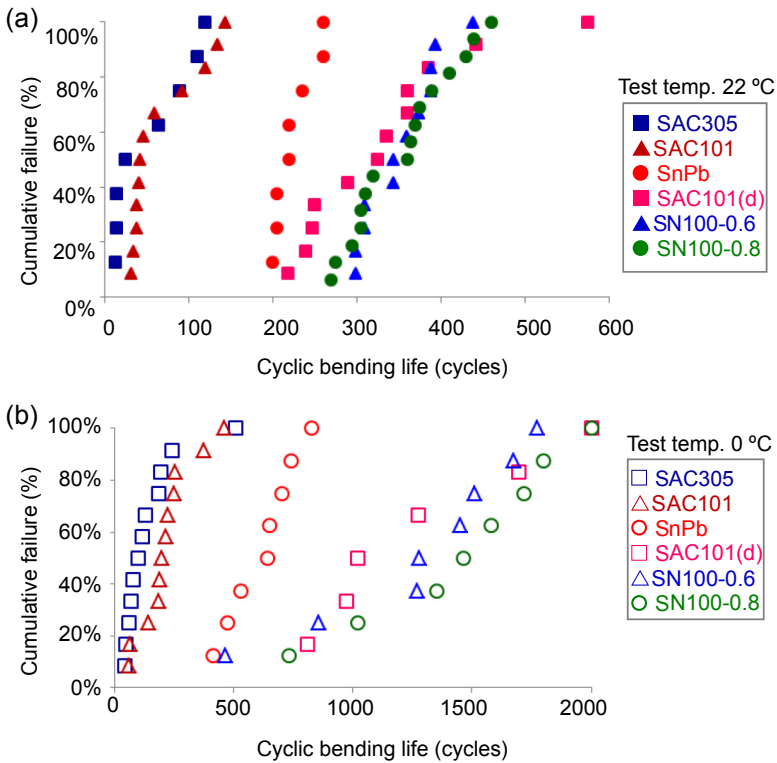 (a)
100%
80%
60%
40%
20%
0%
Cumulative failure (%)
0 100 200 300 400 500 600
Cyclic bending life (cycles)
Test temp. 22 ºC
SAC305
SAC101
SnPb
SAC101(d)
SN100-0.6
SN100-0.8
(b)
100%
80%
60%
40%
20%
0%
Cumulative failure (%)
0 500 1000 1500 2000
Cyclic bending life (cycles)
Test temp. 0 ºC
SAC305
SAC101
SnPb
SAC101(d)
SN100-0.6
SN100-0.8